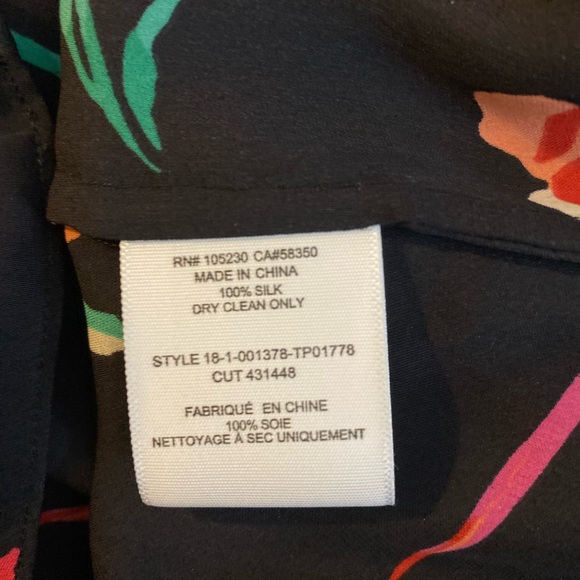 RN# 105230 CA#58350
MADE IN CHINA
100% SILK
DRY CLEAN ONLY
STYLE 18-1-001378-TP01778
CUT 431448
FABRIQUÉ EN CHINE
100% SOIE
NETTOYAGE À SEC UNIQUEMENT